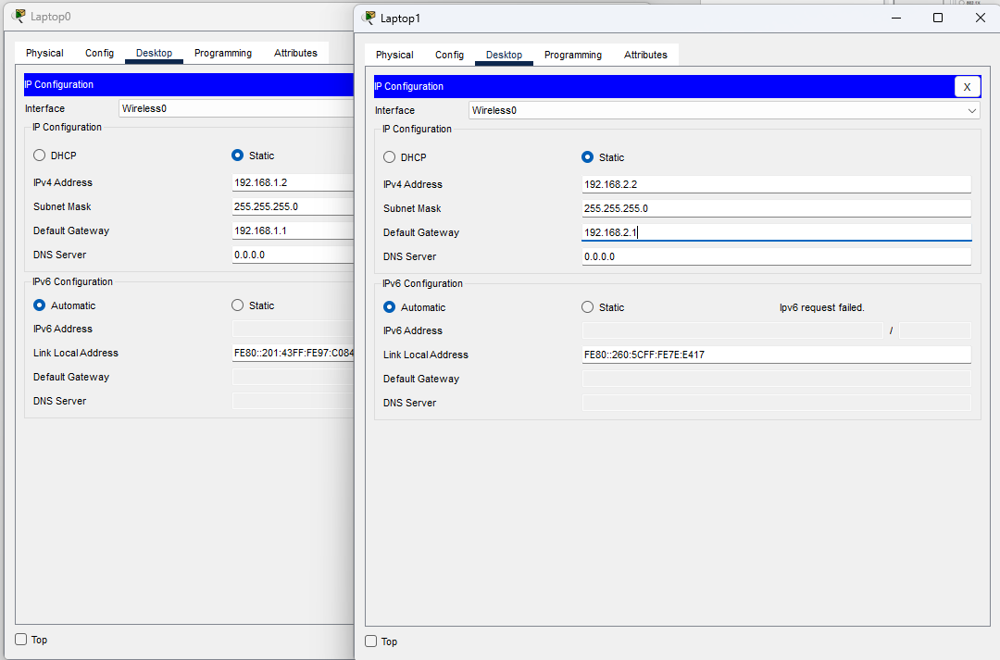 Laptop0
Physical Config Desktop Programming Attributes
IP Configuration
Interface Wireless0
IP Configuration
DHCP Static
IPv4 Address 192.168.1.2
Subnet Mask 255.255.255.0
Default Gateway 192.168.1.1
DNS Server 0.0.0.0
IPv6 Configuration
Automatic Static
IPv6 Address
Link Local Address FE80::201:43FF:FE97:C084
Default Gateway
DNS Server
Top
Laptop1
Physical Config Desktop Programming Attributes
IP Configuration X
Interface Wireless0
IP Configuration
DHCP Static
IPv4 Address 192.168.2.2
Subnet Mask 255.255.255.0
Default Gateway 192.168.2.1
DNS Server 0.0.0.0
IPv6 Configuration
Automatic Static Ipv6 request failed.
IPv6 Address /
Link Local Address FE80::260:5CFF:FE7E:E417
Default Gateway
DNS Server
Top